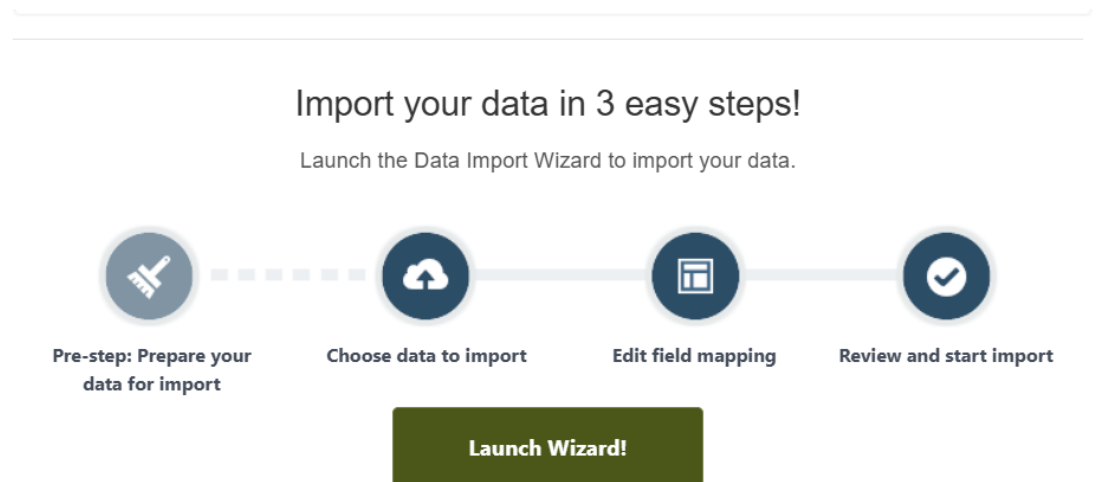 Import your data in 3 easy steps!
Launch the Data Import Wizard to import your data.
Pre-step: Prepare your
data for import
Choose data to import
Edit field mapping
Review and start import
Launch Wizard!